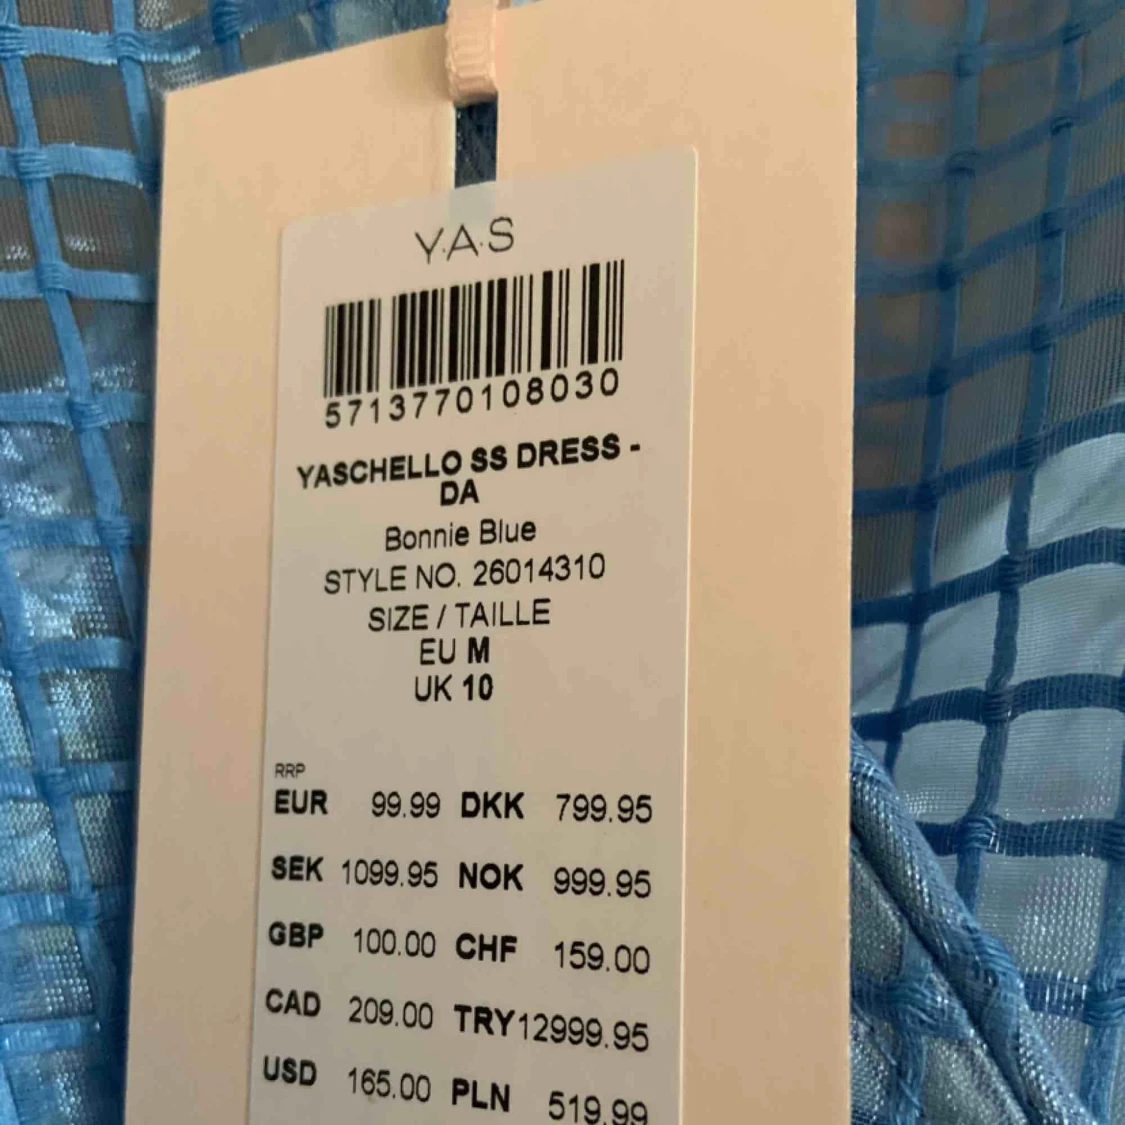 Y.A.S
5713770108030
YASCHELLO SS DRESS -
DA
Bonnie Blue
STYLE NO. 26014310
SIZE / TAILLE
EU M
UK 10
RRP
EUR 99.99 DKK 799.95
SEK 1099.95 NOK 999.95
GBP 100.00 CHF 159.00
CAD 209.00 TRY 12999.95
USD 165.00 PLN 519.99